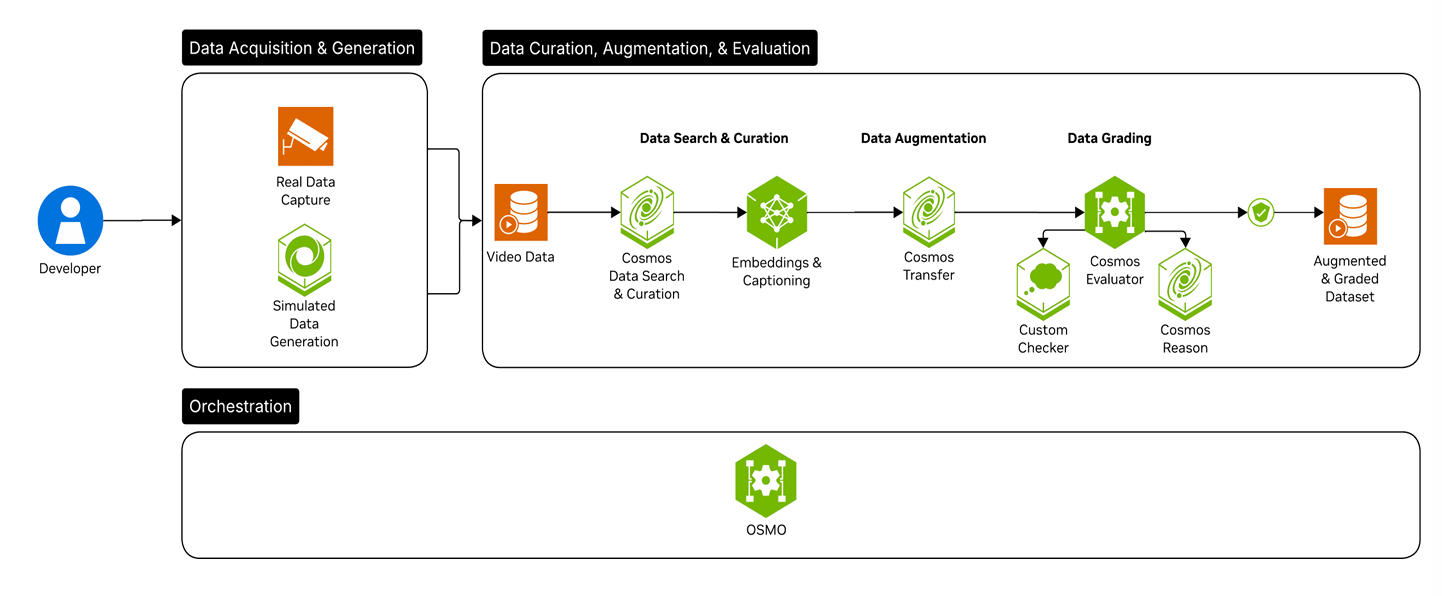 Data Acquisition & Generation
Data Curation, Augmentation, & Evaluation
Developer
Real Data
Capture
Simulated
Data
Generation
Data Search & Curation
Data Augmentation
Data Grading
Video Data
Cosmos
Data Search
& Curation
Embeddings &
Captioning
Cosmos
Transfer
Cosmos
Evaluator
Custom
Checker
Cosmos
Reason
Augmented
& Graded
Dataset
Orchestration
OSMO